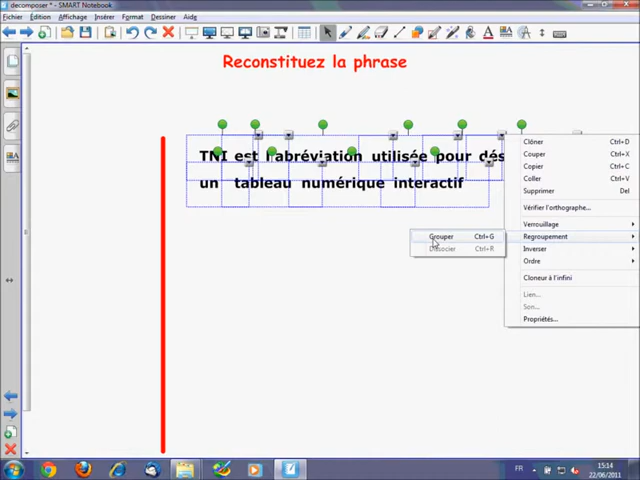 decomposer * - SMART Notebook
Fichier Édition Affichage Insérer Format Dessiner Aide
Reconstituez la phrase
TNI est l'abréviation utilisée pour dés
un tableau numérique interactif
Cloner Ctrl+D
Couper Ctrl+X
Copier Ctrl+C
Coller Ctrl+V
Supprimer Del
Vérifier l'orthographe...
Verrouillage
Regroupement
Inverser
Ordre
Cloneur à l'infini
Lien...
Son...
Propriétés...
Grouper Ctrl+G
Dissocier Ctrl+R
FR
15:14
22/06/2011